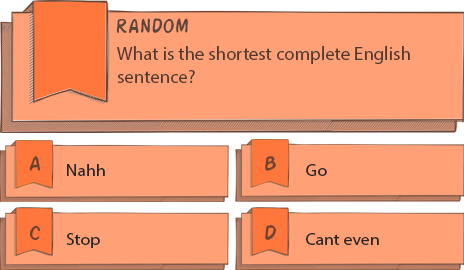 RANDOM
What is the shortest complete English
sentence?
A Nahh
B Go
C Stop
D Cant even